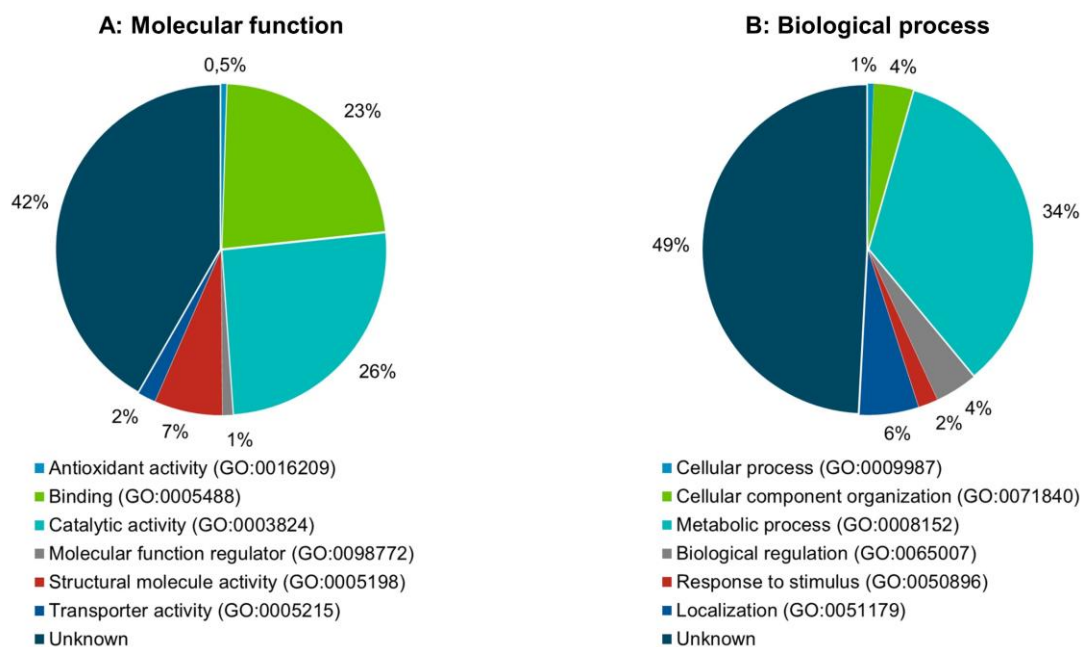 A: Molecular function
0,5%
23%
42%
26%
2%
7%
1%
Antioxidant activity (GO:0016209)
Binding (GO:0005488)
Catalytic activity (GO:0003824)
Molecular function regulator (GO:0098772)
Structural molecule activity (GO:0005198)
Transporter activity (GO:0005215)
Unknown
B: Biological process
1%
4%
34%
49%
4%
2%
6%
Cellular process (GO:0009987)
Cellular component organization (GO:0071840)
Metabolic process (GO:0008152)
Biological regulation (GO:0065007)
Response to stimulus (GO:0050896)
Localization (GO:0051179)
Unknown